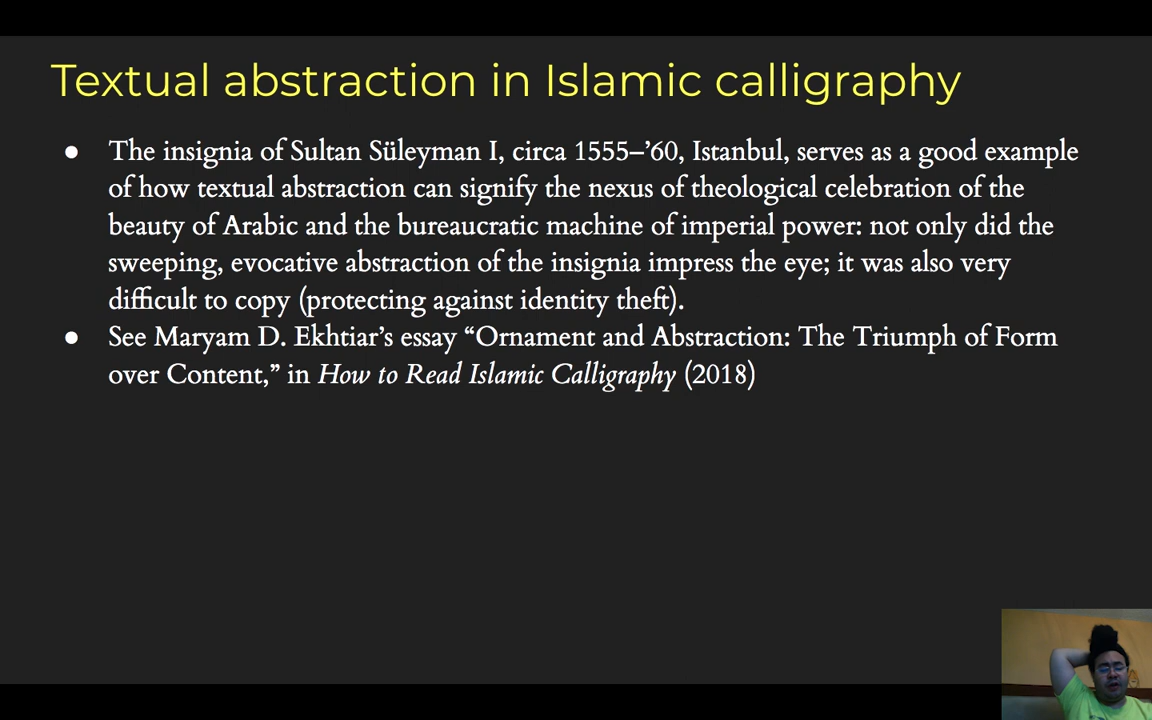 Textual abstraction in Islamic calligraphy
● The insignia of Sultan Süleyman I, circa 1555–’60, Istanbul, serves as a good example
of how textual abstraction can signify the nexus of theological celebration of the
beauty of Arabic and the bureaucratic machine of imperial power: not only did the
sweeping, evocative abstraction of the insignia impress the eye; it was also very
difficult to copy (protecting against identity theft).
● See Maryam D. Ekhtiar’s essay “Ornament and Abstraction: The Triumph of Form
over Content,” in How to Read Islamic Calligraphy (2018)